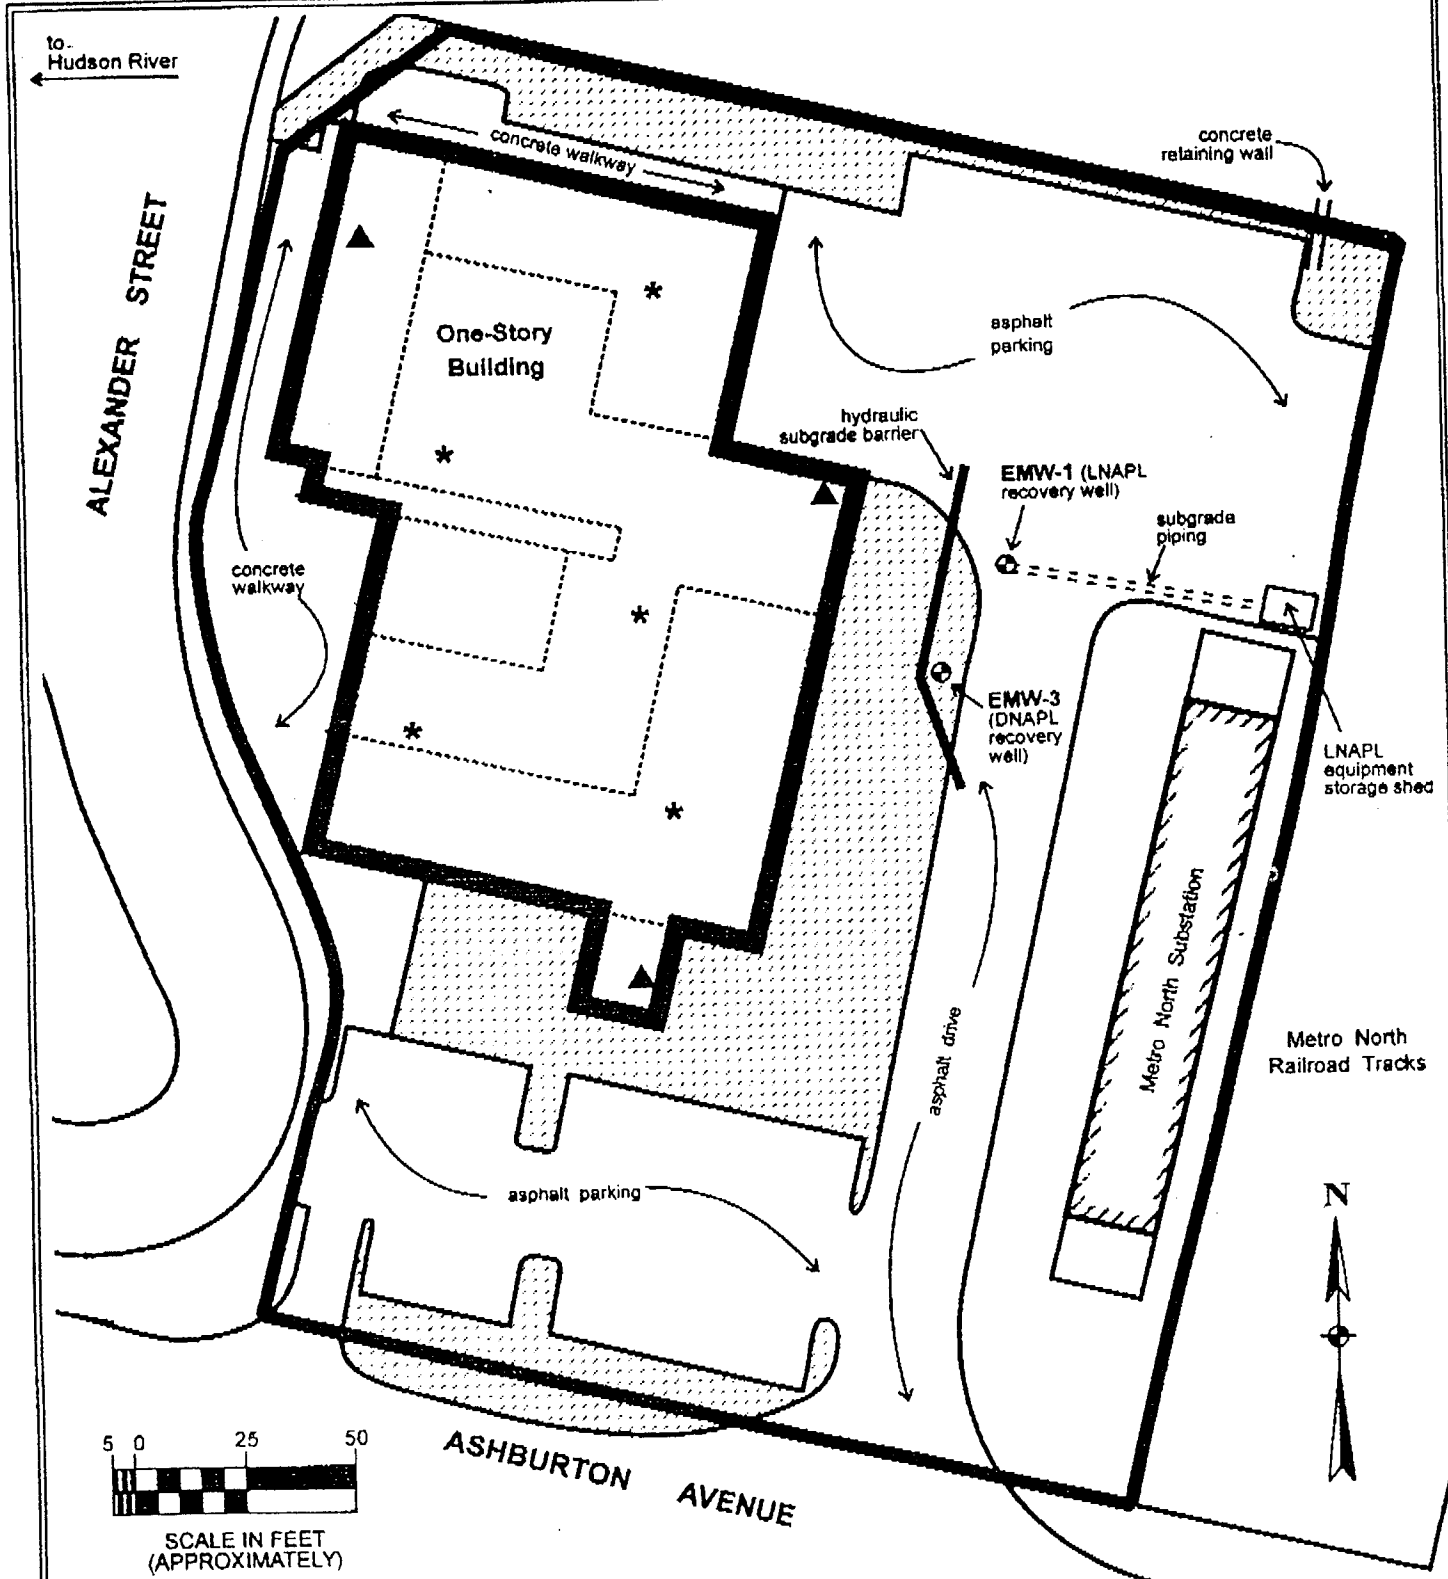 to
Hudson River
concrete walkway
concrete
retaining wall
ALEXANDER STREET
One-Story
Building
asphalt
parking
hydraulic
subgrade barrier
EMW-1 (LNAPL
recovery well)
subgrade
piping
concrete
walkway
EMW-3
(DNAPL
recovery
well)
LNAPL
equipment
storage shed
Metro North Substation
asphalt drive
Metro North
Railroad Tracks
asphalt parking
N
5 0 25 50
SCALE IN FEET
(APPROXIMATELY)
ASHBURTON AVENUE